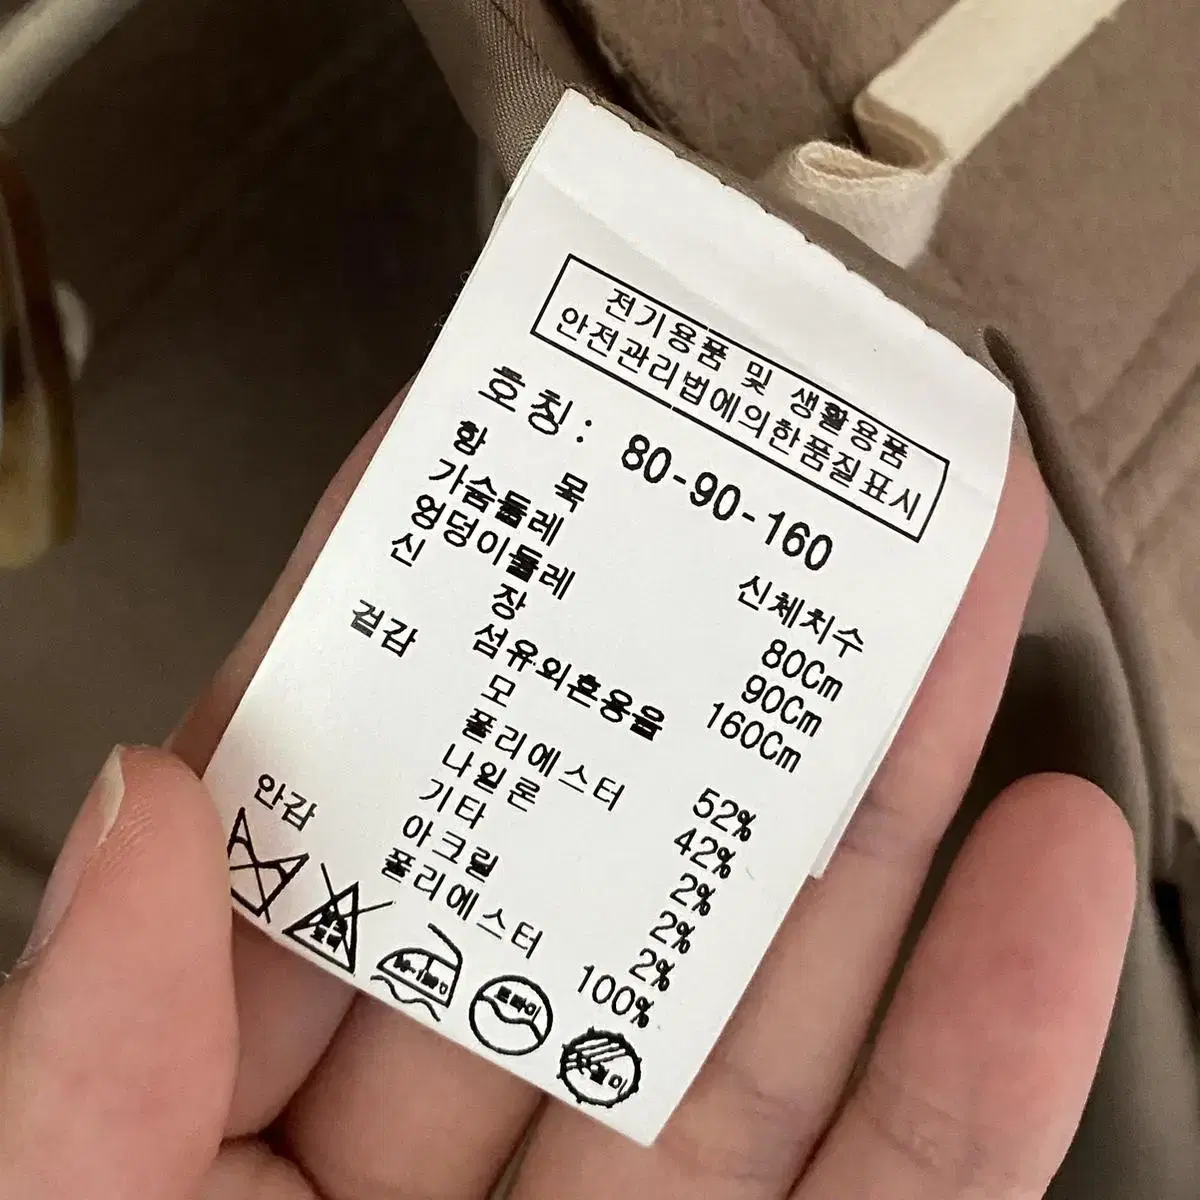 전기용품 및 생활용품
안전관리법에의한품질표시
호칭: 80-90-160
항 목 신체치수
가슴둘레 80Cm
엉덩이둘레 90Cm
신 장 160Cm
섬유의혼용율
겉감 모 52%
폴리에스터 42%
나일론 2%
기타 2%
아크릴 2%
안감 폴리에스터 100%
드라이